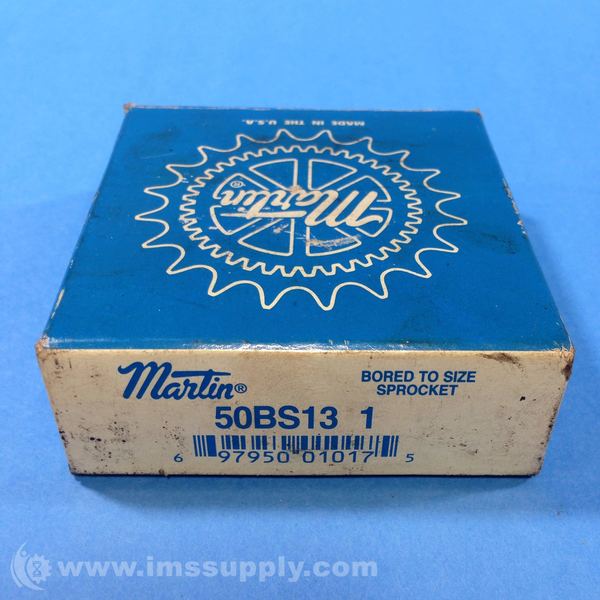 MADE IN THE U.S.A.
Martin®
Martin®
BORED TO SIZE
SPROCKET
50BS13 1
6 97950 01017 5
www.imssupply.com